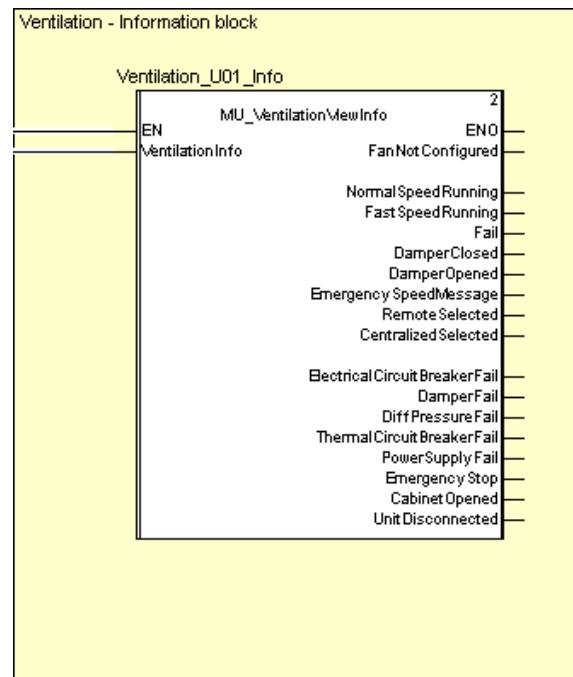 Ventilation - Information block
Ventilation_U01_Info
2
MU_VentilationViewInfo
EN
ENO
VentilationInfo
FanNotConfigured
NormalSpeedRunning
FastSpeedRunning
Fail
DamperClosed
DamperOpened
EmergencySpeedMessage
RemoteSelected
CentralizedSelected
ElectricalCircuitBreakerFail
DamperFail
DiffPressureFail
ThermalCircuitBreakerFail
PowerSupplyFail
EmergencyStop
CabinetOpened
UnitDisconnected